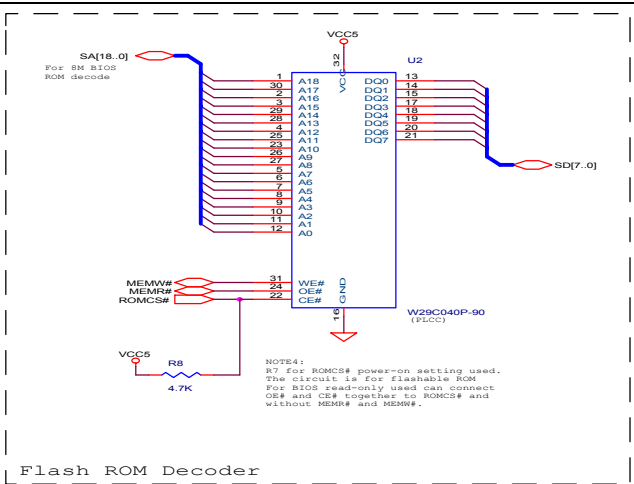 VCC5
SA[18..0]
For 8M BIOS
ROM decode
32
VCC
U2
1 A18
30 A17
2 A16
3 A15
29 A14
28 A13
4 A12
25 A11
23 A10
26 A9
27 A8
5 A7
6 A6
7 A5
8 A4
9 A3
10 A2
11 A1
12 A0
DQ0 13
DQ1 14
DQ2 15
DQ3 17
DQ4 18
DQ5 19
DQ6 20
DQ7 21
SD[7..0]
MEMW# 31 WE#
MEMR# 24 OE#
ROMCS# 22 CE#
GND
16
W29C040P-90
(PLCC)
VCC5
R8
4.7K
NOTE4:
R7 for ROMCS# power-on setting used.
The circuit is for flashable ROM
For BIOS read-only used can connect
OE# and CE# together to ROMCS# and
without MEMR# and MEMW#.
Flash ROM Decoder